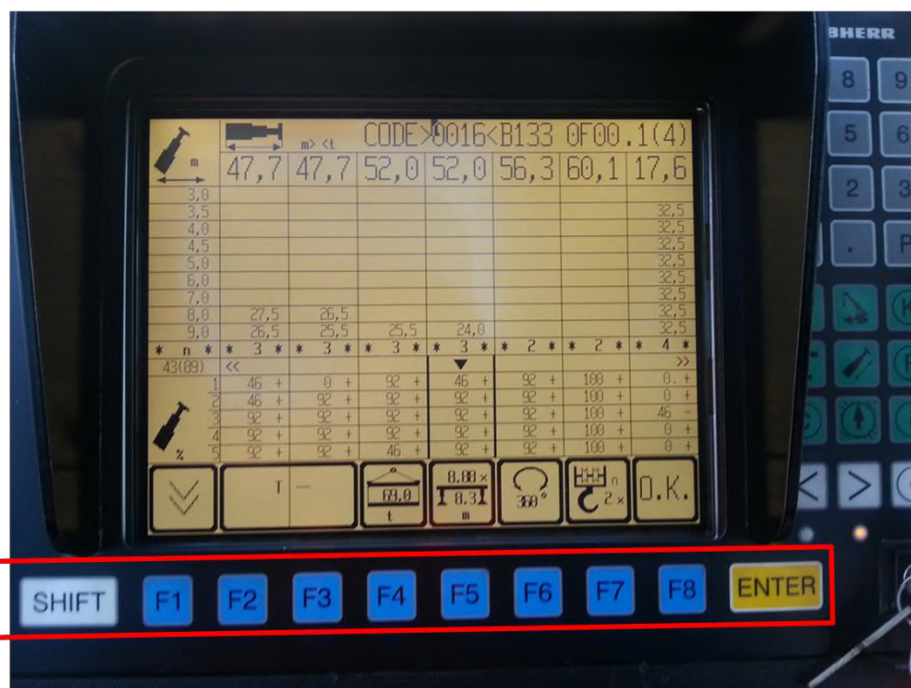 BHERR
8 9
5 6
2 3
. P
m> <t CODE>0016<B133 0F00.1(4)
m 47,7 47,7 52,0 52,0 56,3 60,1 17,6
3,0
3,5 32,5
4,0 32,5
4,5 32,5
5,0 32,5
6,0 32,5
7,0 32,5
8,0 27,5 26,5 32,5
9,0 26,5 25,5 25,5 24,0 32,5
* n * * 3 * * 3 * * 3 * * 3 * * 2 * * 2 * * 4 *
43(89) << >>
1 46 + 0 + 92 + 46 + 92 + 100 + 0. +
2 46 + 92 + 92 + 92 + 92 + 100 + 0 +
3 92 + 92 + 92 + 92 + 92 + 100 + 46 -
4 92 + 92 + 92 + 92 + 92 + 100 + 0 +
% 5 92 + 92 + 46 + 92 + 92 + 100 + 0 +
T — 69.0 t 8.88 x 0.3 m 360° n 2 x O.K.
< >
SHIFT F1 F2 F3 F4 F5 F6 F7 F8 ENTER